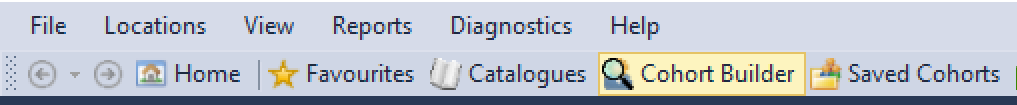 File Locations View Reports Diagnostics Help
Home Favourites Catalogues Cohort Builder Saved Cohorts